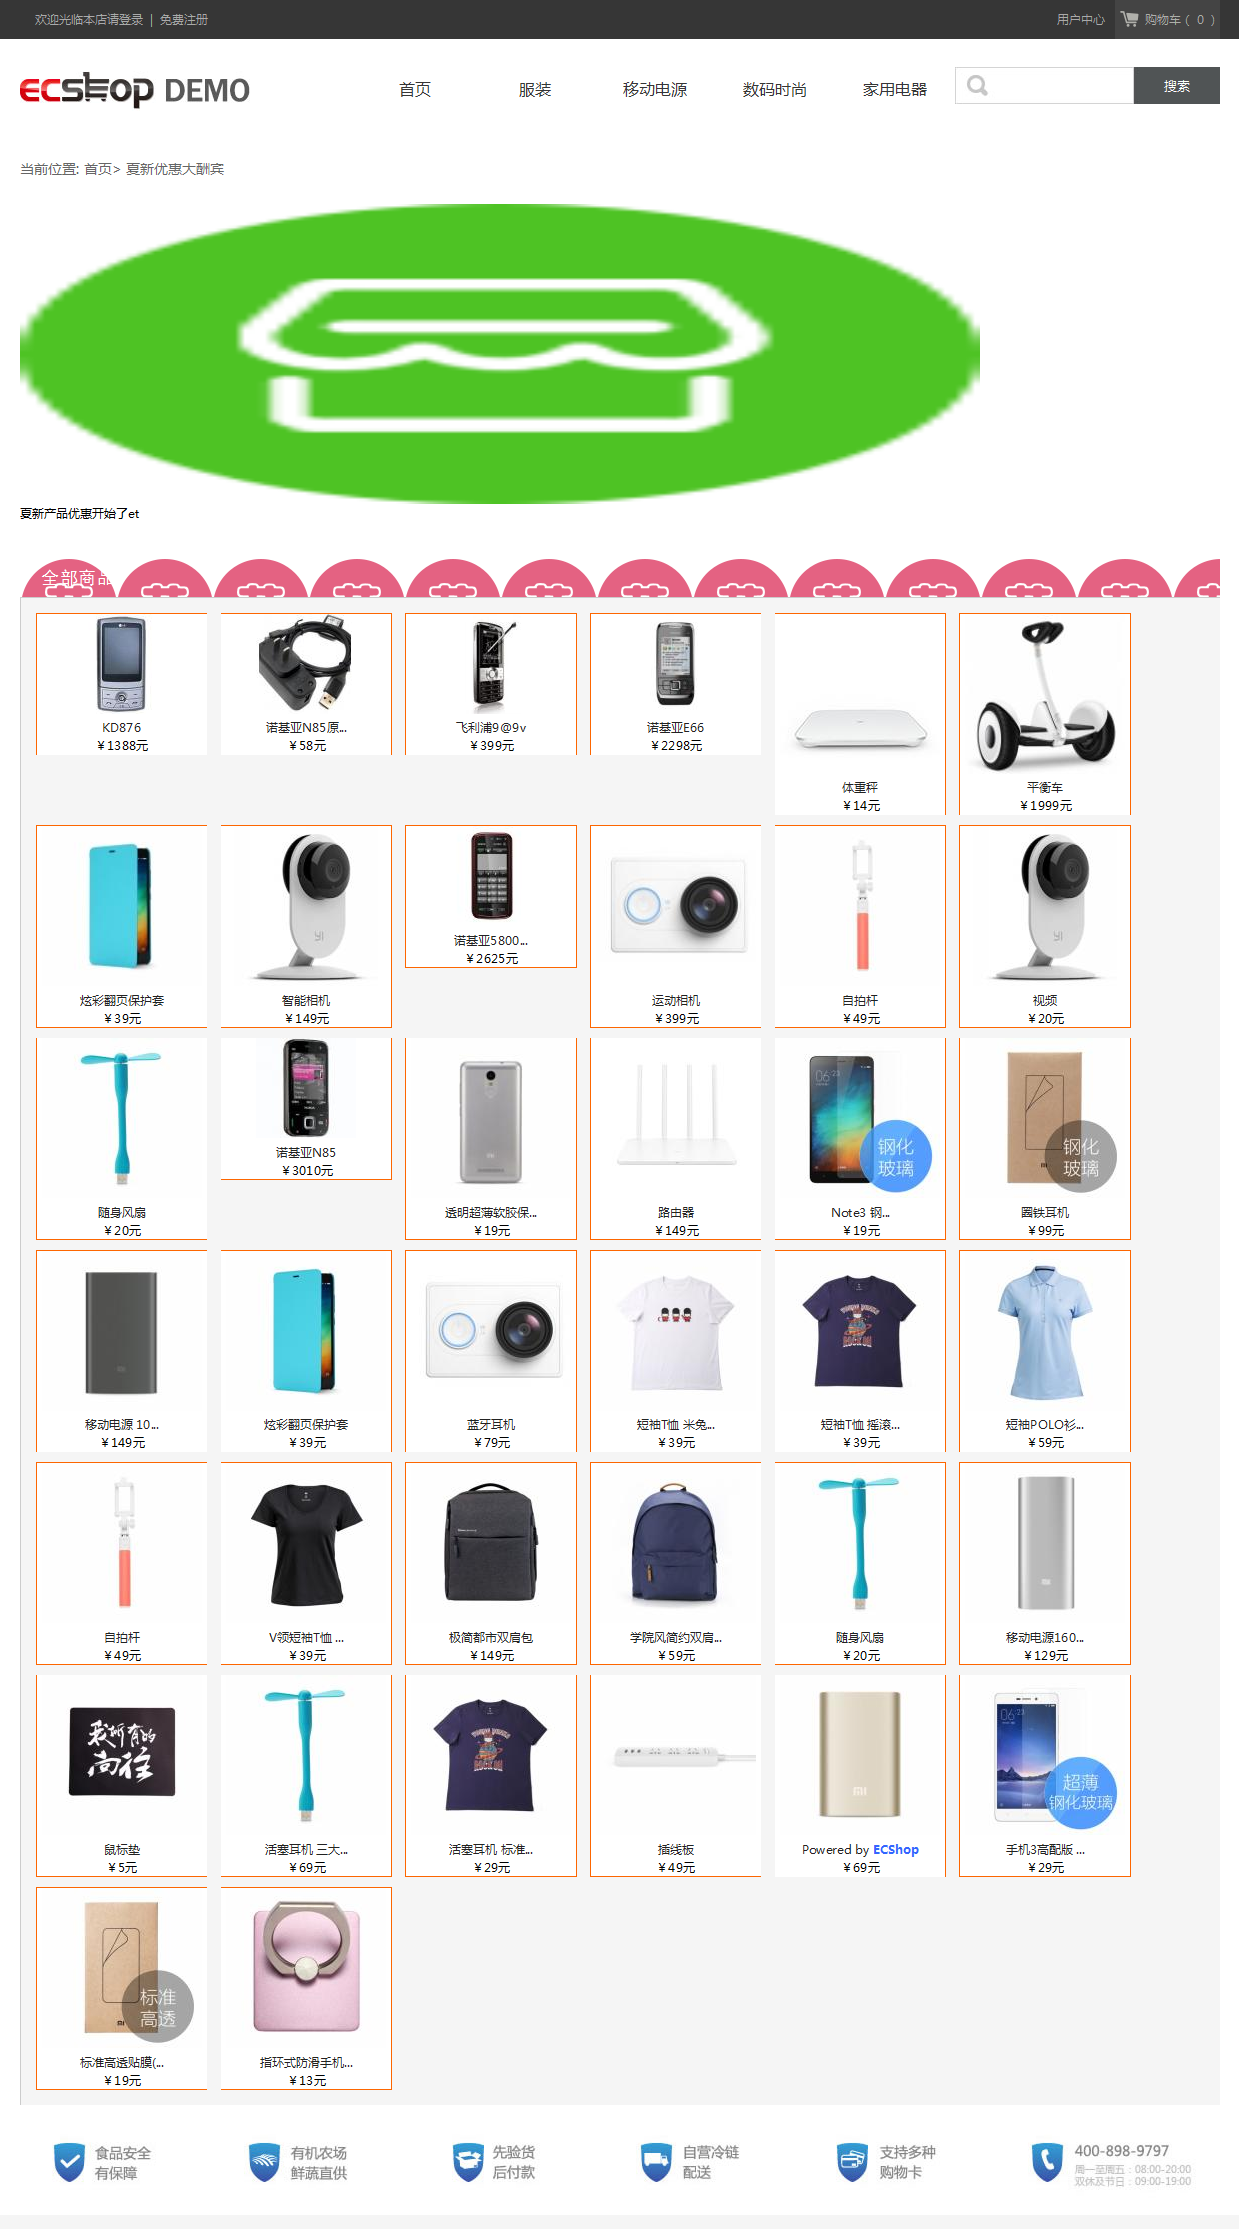 欢迎光临本店请登录 | 免费注册
用户中心
购物车 ( 0 )
ECShop DEMO
首页
服装
移动电源
数码时尚
家用电器
搜索
当前位置: 首页> 夏新优惠大酬宾
夏新产品优惠开始了et
全部商品
KD876
¥1388元
诺基亚N85原...
¥58元
飞利浦9@9v
¥399元
诺基亚E66
¥2298元
体重秤
¥14元
平衡车
¥1999元
炫彩翻页保护套
¥39元
YI
智能相机
¥149元
诺基亚5800...
¥2625元
运动相机
¥399元
自拍杆
¥49元
YI
视频
¥20元
随身风扇
¥20元
诺基亚N85
¥3010元
透明超薄软胶保...
¥19元
路由器
¥149元
06:23
钢化
玻璃
Note3 钢...
¥19元
钢化
玻璃
圆铁耳机
¥99元
移动电源 10...
¥149元
炫彩翻页保护套
¥39元
蓝牙耳机
¥79元
短袖T恤 米兔...
¥39元
短袖T恤 摇滚...
¥39元
短袖POLO衫...
¥59元
自拍杆
¥49元
V领短袖T恤 ...
¥39元
极简都市双肩包
¥149元
学院风简约双肩...
¥59元
随身风扇
¥20元
移动电源160...
¥129元
我所有的
向往
鼠标垫
¥5元
活塞耳机 三大...
¥69元
活塞耳机 标准...
¥29元
插线板
¥49元
Powered by ECShop
¥69元
06:23
超薄
钢化玻璃
手机3高配版 ...
¥29元
标准
高透
标准高透贴膜(...
¥19元
指环式防滑手机...
¥13元
食品安全
有保障
有机农场
鲜蔬直供
先验货
后付款
自营冷链
配送
支持多种
购物卡
400-898-9797
周一至周五：08:00-20:00
双休及节日：09:00-19:00